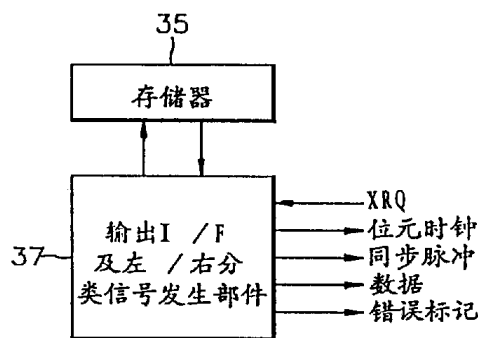 35
存储器
37
输出I /F
及左 /右分
类信号发生部件
XRQ
位元时钟
同步脉冲
数据
错误标记